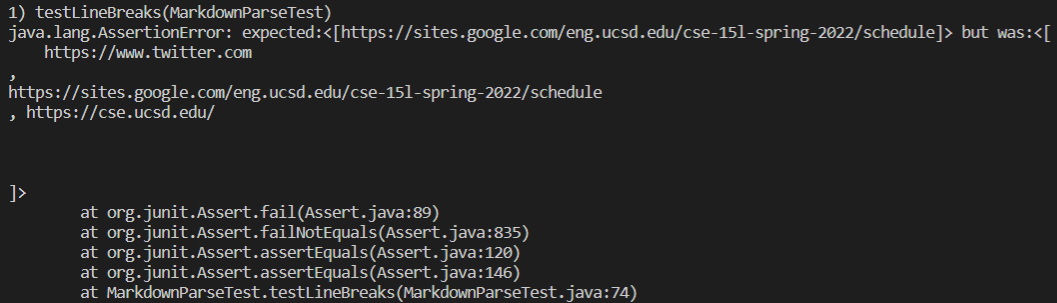 1) testLineBreaks(MarkdownParseTest)
java.lang.AssertionError: expected:<[https://sites.google.com/eng.ucsd.edu/cse-15l-spring-2022/schedule]> but was:<[
    https://www.twitter.com
,
https://sites.google.com/eng.ucsd.edu/cse-15l-spring-2022/schedule
, https://cse.ucsd.edu/
]>
        at org.junit.Assert.fail(Assert.java:89)
        at org.junit.Assert.failNotEquals(Assert.java:835)
        at org.junit.Assert.assertEquals(Assert.java:120)
        at org.junit.Assert.assertEquals(Assert.java:146)
        at MarkdownParseTest.testLineBreaks(MarkdownParseTest.java:74)